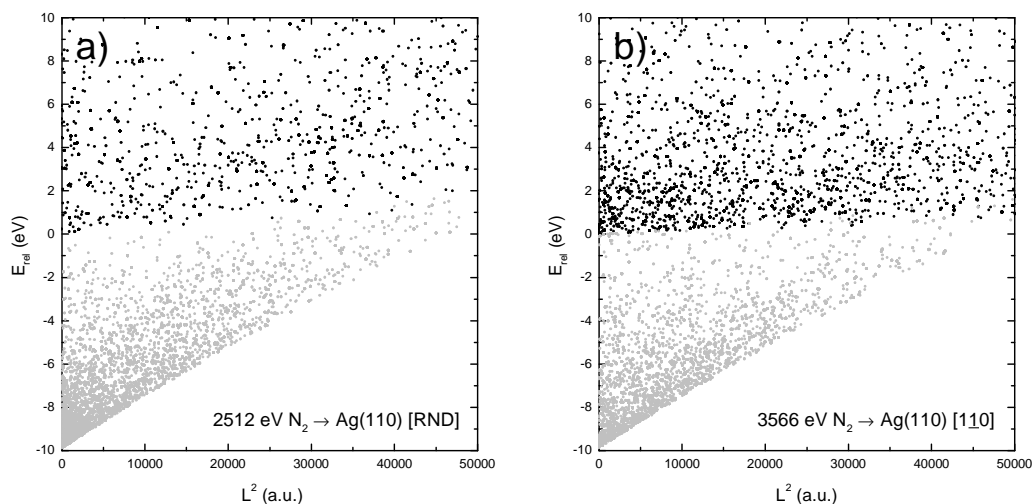 a)
10
8
6
4
2
0
-2
-4
-6
-8
-10
E_rel (eV)
2512 eV N₂ → Ag(110) [RND]
0 10000 20000 30000 40000 50000
L² (a.u.)
b)
10
8
6
4
2
0
-2
-4
-6
-8
-10
E_rel (eV)
3566 eV N₂ → Ag(110) [11̲0]
0 10000 20000 30000 40000 50000
L² (a.u.)